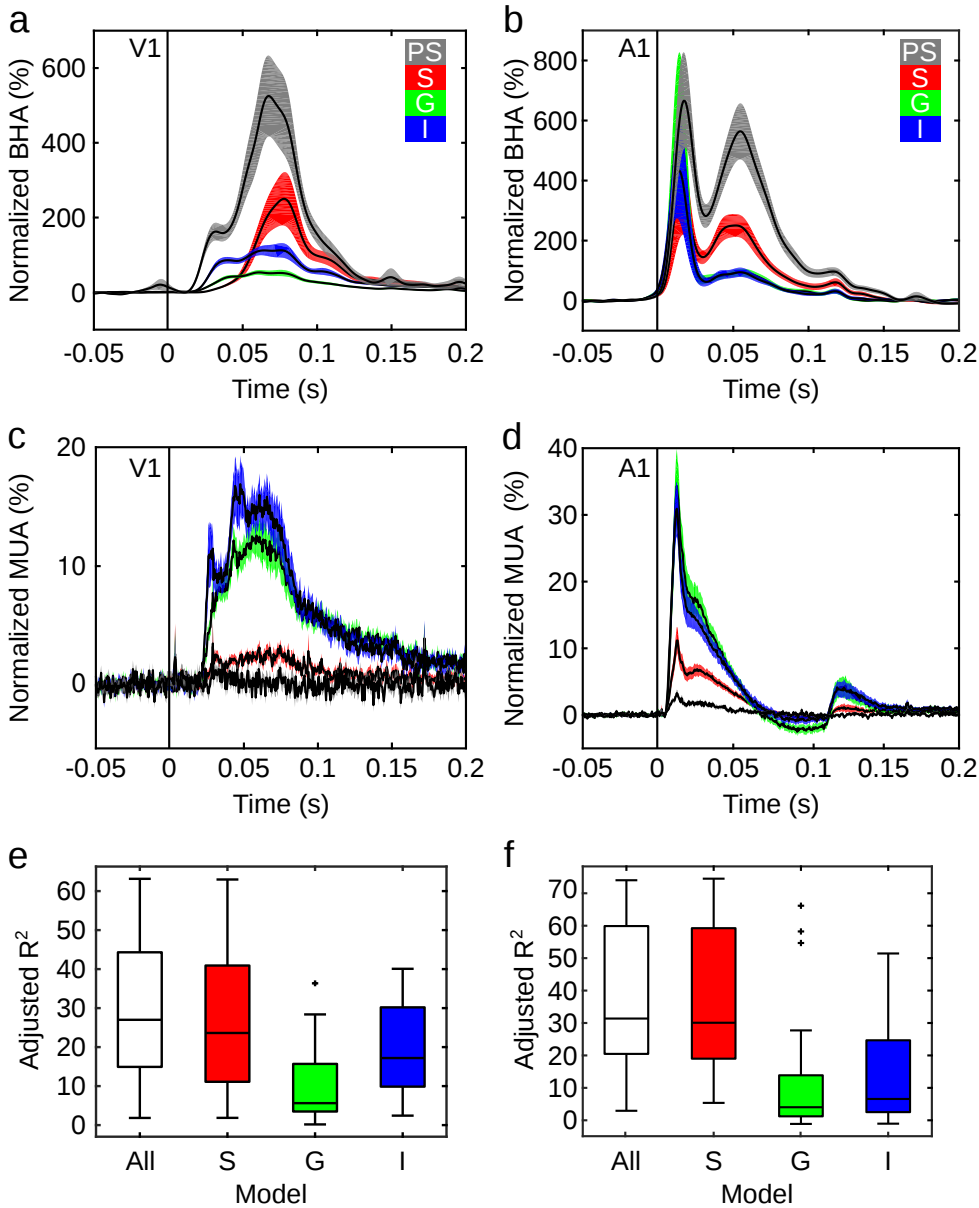 a
V1
PS
S
G
I
Normalized BHA (%)
600
400
200
0
-0.05 0 0.05 0.1 0.15 0.2
Time (s)
b
A1
PS
S
G
I
Normalized BHA (%)
800
600
400
200
0
-0.05 0 0.05 0.1 0.15 0.2
Time (s)
c
V1
Normalized MUA (%)
20
10
0
-0.05 0 0.05 0.1 0.15 0.2
Time (s)
d
A1
Normalized MUA (%)
40
30
20
10
0
-0.05 0 0.05 0.1 0.15 0.2
Time (s)
e
Adjusted R²
60
50
40
30
20
10
0
All S G I
Model
f
Adjusted R²
70
60
50
40
30
20
10
0
All S G I
Model